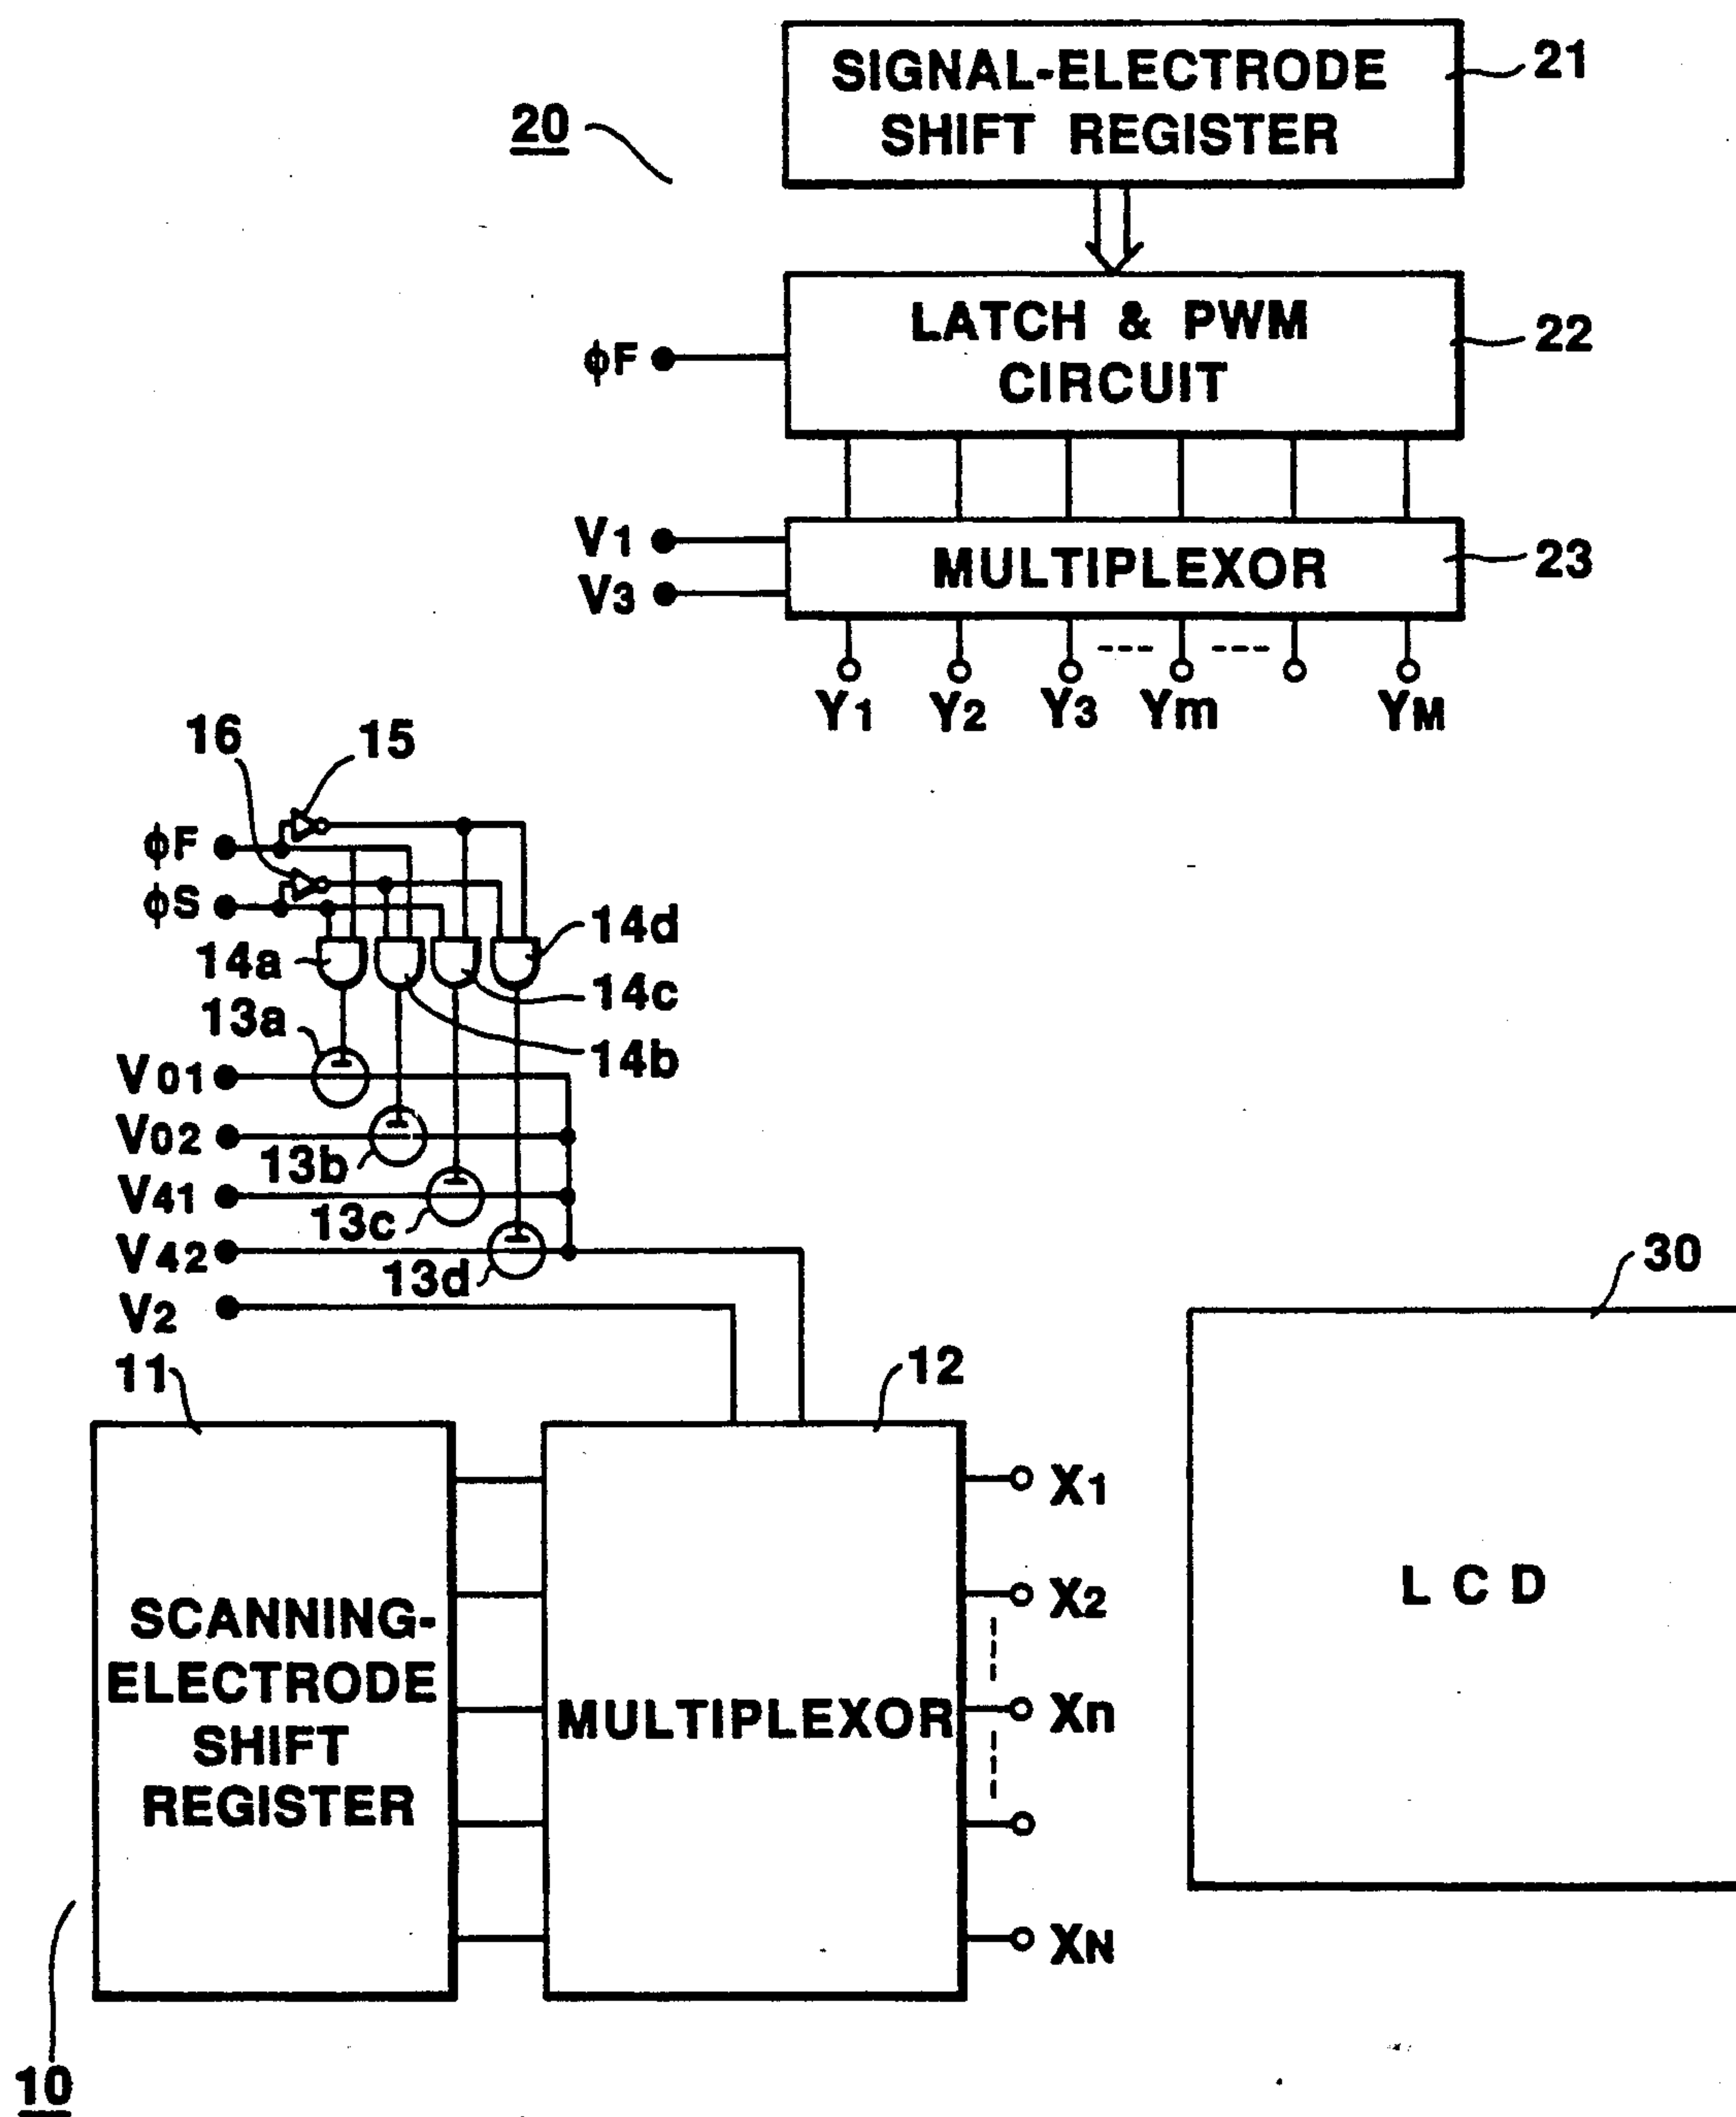 SIGNAL-ELECTRODE
SHIFT REGISTER
21
20
LATCH & PWM
CIRCUIT
22
φF
V1
V3
MULTIPLEXOR
23
Y1 Y2 Y3 ---- Ym ---- YM
16 15
φF
φS
14a
14d
14c
14b
13a
V01
V02
13b
V41
13c
V42
13d
V2
30
11
12
SCANNING-
ELECTRODE
SHIFT
REGISTER
MULTIPLEXOR
X1
X2
Xn
XN
LCD
10